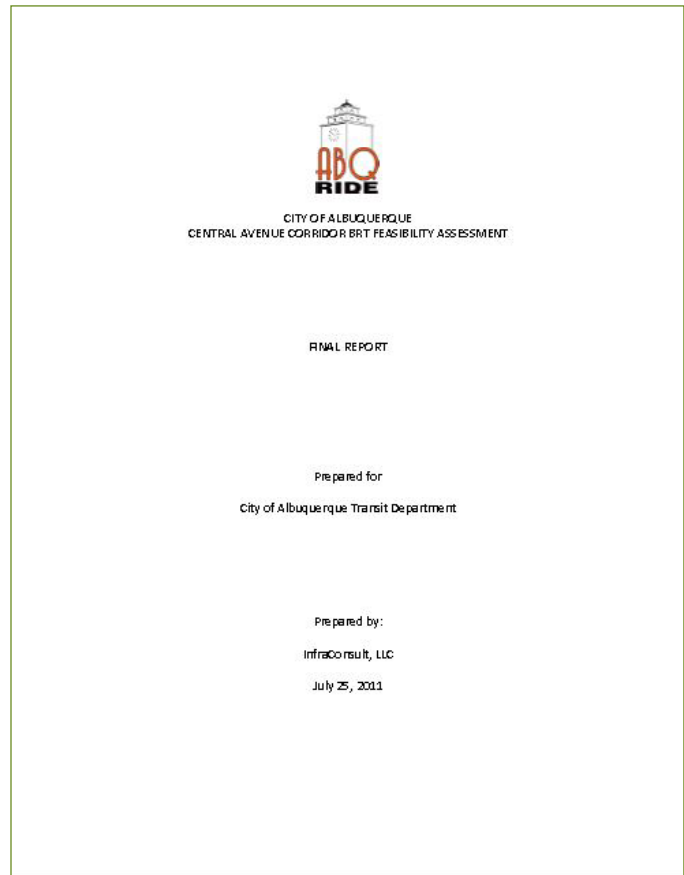 ABQ
RIDE
CITY OF ALBUQUERQUE
CENTRAL AVENUE CORRIDOR BRT FEASIBILITY ASSESSMENT
FINAL REPORT
Prepared for
City of Albuquerque Transit Department
Prepared by:
InfraConsult, LLC
July 25, 2011